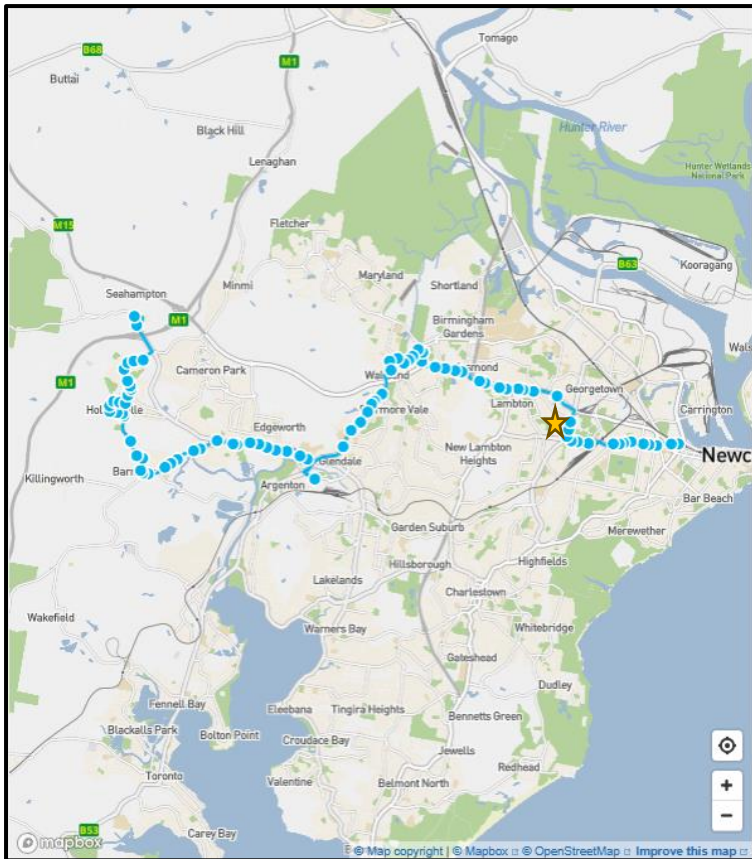 Tomago
B68
Buttai
M1
Black Hill
Hunter River
Lenaghan
Hunter Wetlands
National Park
Fletcher
M15
B63
Kooragang
Maryland
Shortland
Minmi
Seahampton
M1
Birmingham
Gardens
Wals
Cameron Park
Georgetown
M1
Lambton
Carrington
Edgeworth
New Lambton
Heights
Newc
Glendale
Killingworth
Argenton
Bar Beach
Garden Suburb
Merewether
Highfields
Hillsborough
Lakelands
Charlestown
Wakefield
Warners Bay
Whitebridge
Gateshead
Dudley
Fennell Bay
Eleebana
Tingira Heights
Bennetts Green
Blackalls Park
Bolton Point
Croudace Bay
Jewells
Redhead
Toronto
Valentine
Belmont North
B53
Carey Bay
mapbox
© Map copyright | © Mapbox © OpenStreetMap Improve this map